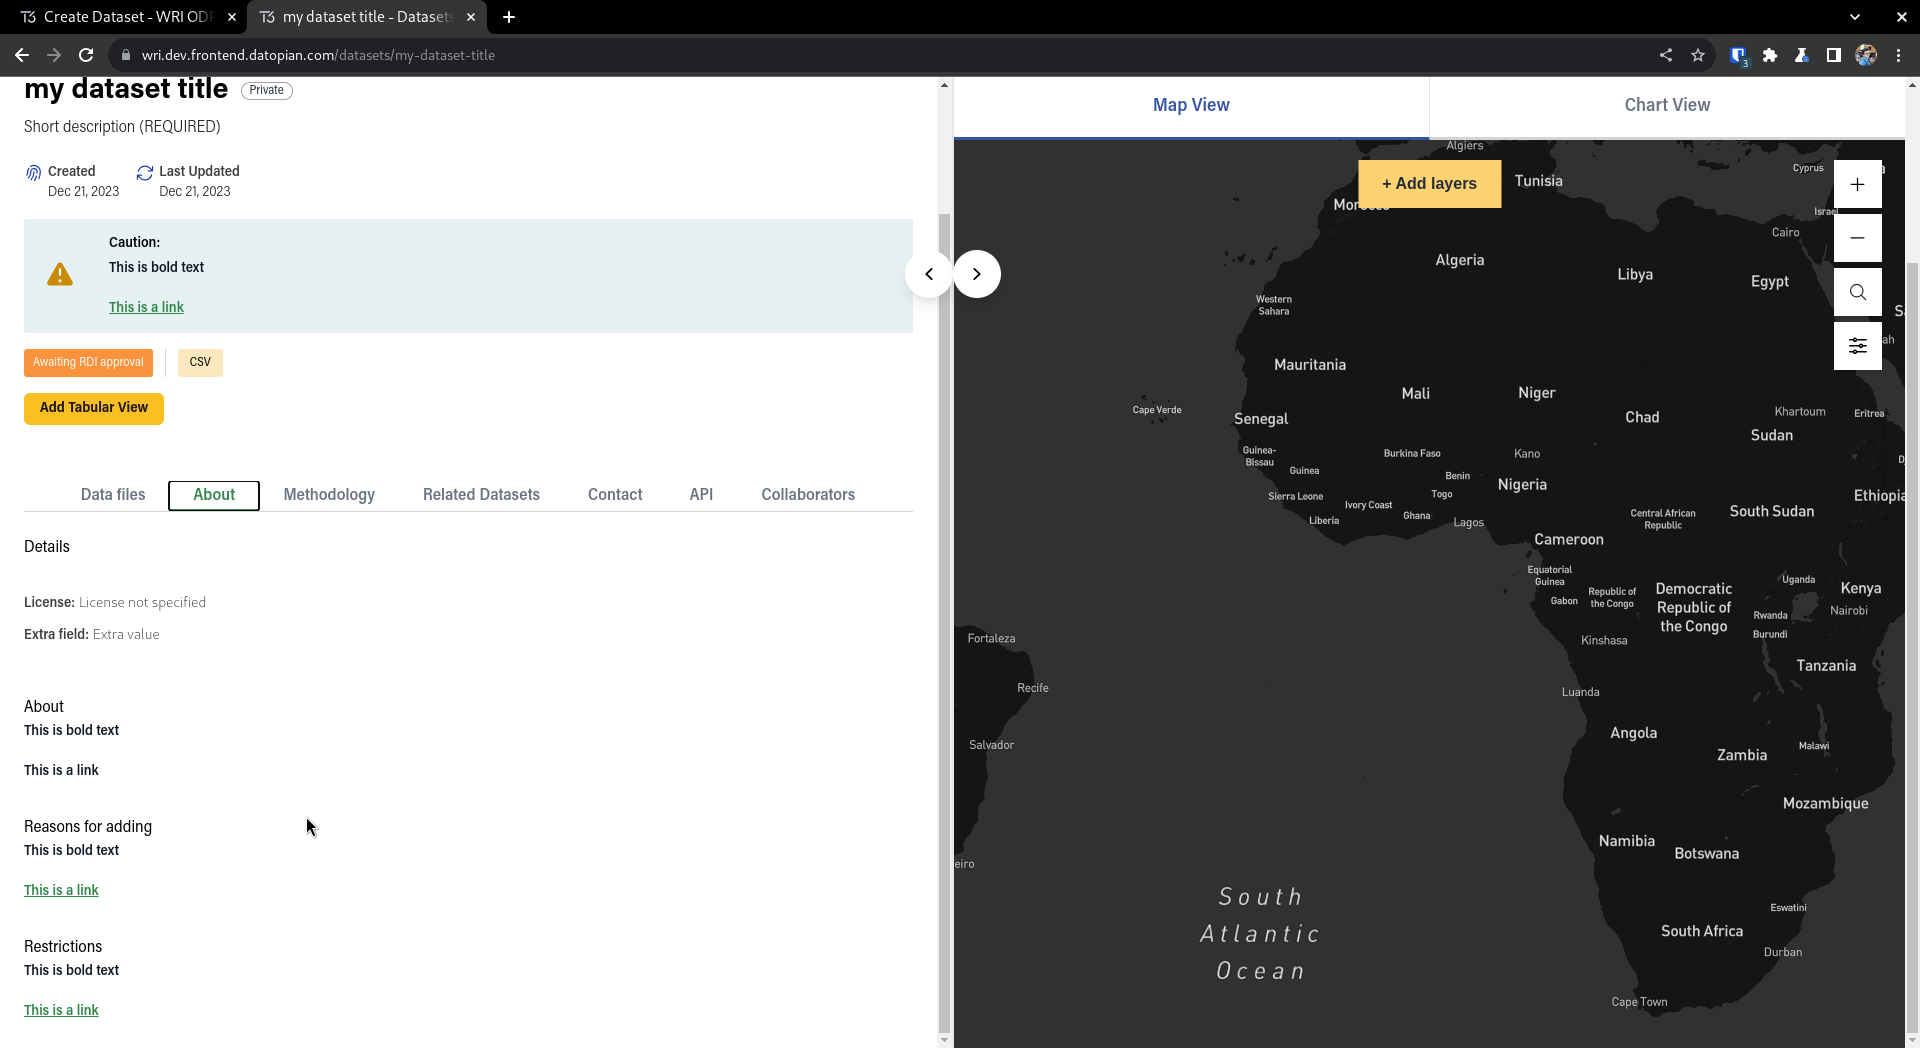 Create Dataset - WRI ODP
my dataset title - Datasets
wri.dev.frontend.datopian.com/datasets/my-dataset-title
3
my dataset title
Private
Short description (REQUIRED)
Created
Dec 21, 2023
Last Updated
Dec 21, 2023
Caution:
This is bold text
This is a link
Awaiting RDI approval
CSV
Add Tabular View
Data files
About
Methodology
Related Datasets
Contact
API
Collaborators
Details
License: License not specified
Extra field: Extra value
About
This is bold text
This is a link
Reasons for adding
This is bold text
This is a link
Restrictions
This is bold text
This is a link
Map View
Chart View
+ Add layers
Algiers
Tunisia
Cyprus
Morocco
Israel
Cairo
Algeria
Libya
Egypt
Western
Sahara
Mauritania
Mali
Niger
Chad
Khartoum
Eritrea
Cape Verde
Senegal
Sudan
Guinea-
Bissau
Guinea
Burkina Faso
Kano
Benin
Sierra Leone
Togo
Nigeria
Ethiopia
Ivory Coast
Liberia
Ghana
Lagos
Central African
Republic
South Sudan
Cameroon
Equatorial
Guinea
Gabon
Republic of
the Congo
Democratic
Republic of
the Congo
Uganda
Kenya
Rwanda
Nairobi
Burundi
Kinshasa
Fortaleza
Tanzania
Recife
Luanda
Angola
Salvador
Zambia
Malawi
Mozambique
Namibia
Botswana
eiro
South
Atlantic
Ocean
Eswatini
South Africa
Durban
Cape Town